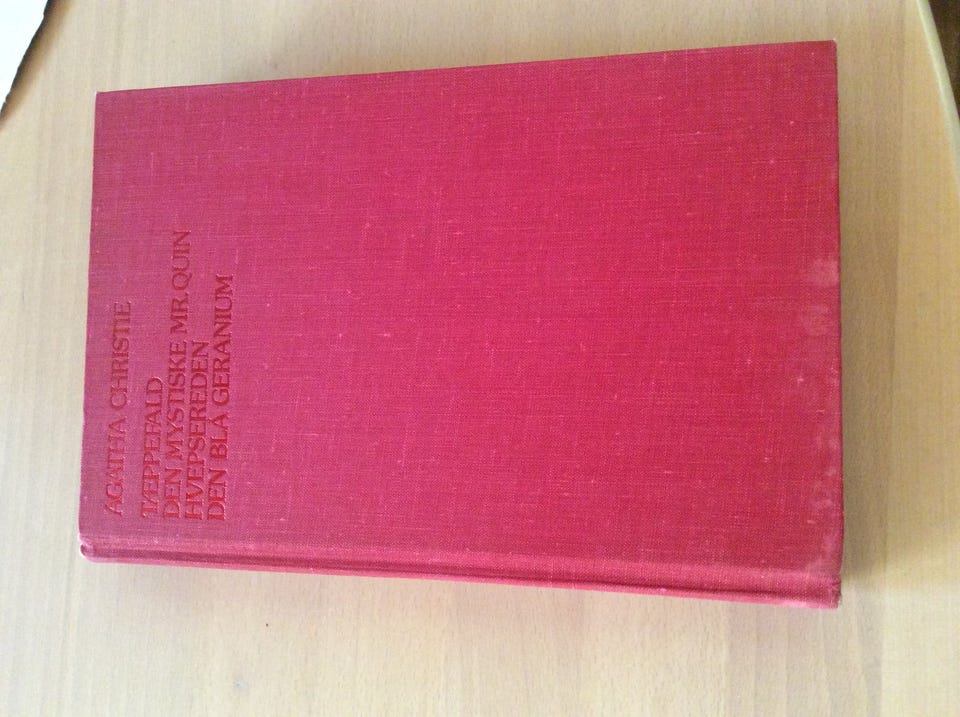 AGATHA CHRISTIE
TÆPPEFALD
DEN MYSTISKE MR. QUIN
HVEPSEREDEN
DEN BLÅ GERANIUM